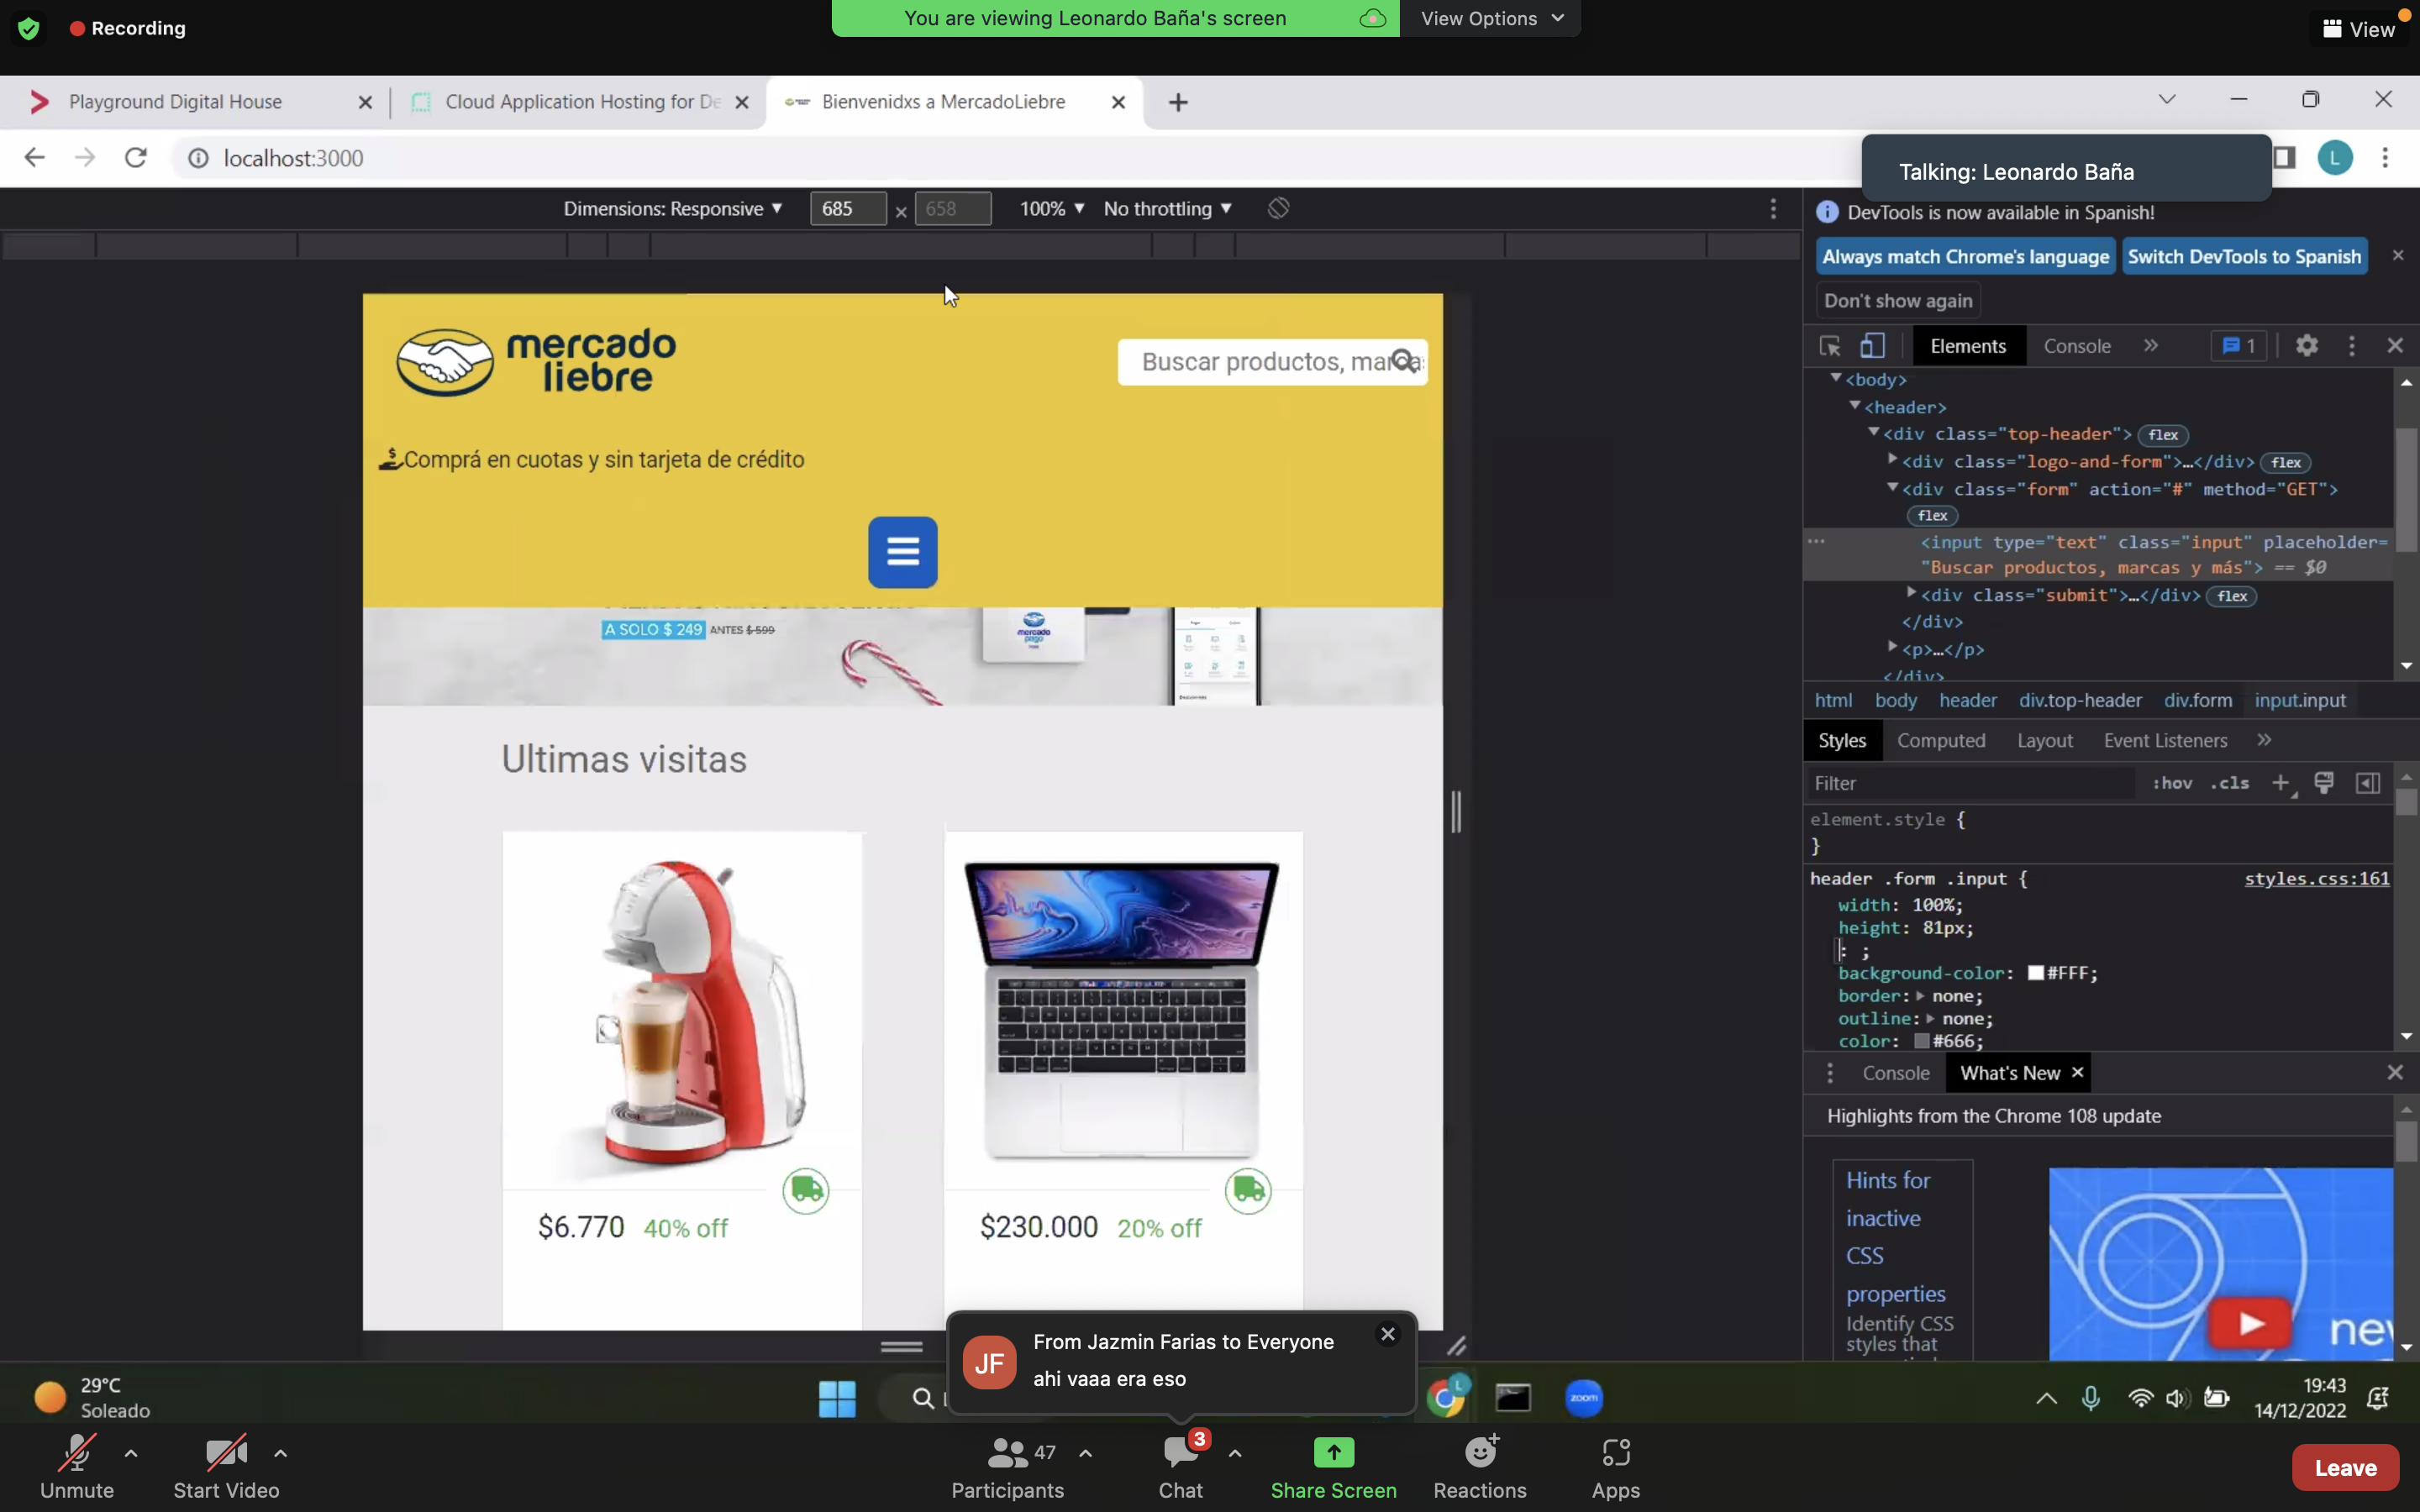 Recording
You are viewing Leonardo Baña's screen
View Options
View
Playground Digital House
Cloud Application Hosting for De
Bienvenidxs a MercadoLiebre
localhost:3000
L
Talking: Leonardo Baña
Dimensions: Responsive
685
×
658
100%
No throttling
DevTools is now available in Spanish!
Always match Chrome's language
Switch DevTools to Spanish
Don't show again
Elements
Console
1
<body>
<header>
<div class="top-header"> flex
<div class="logo-and-form">…</div> flex
<div class="form" action="#" method="GET">
flex
<input type="text" class="input" placeholder=
"Buscar productos, marcas y más"> == $0
<div class="submit">…</div> flex
</div>
<p>…</p>
</div>
html body header div.top-header div.form input.input
Styles Computed Layout Event Listeners
Filter
:hov .cls
element.style {
}
header .form .input {
styles.css:161
width: 100%;
height: 81px;
: ;
background-color: #FFF;
border: none;
outline: none;
color: #666;
Console What's New
Highlights from the Chrome 108 update
Hints for
inactive
CSS
properties
Identify CSS
styles that
new
mercado
liebre
Buscar productos, marcas
Comprá en cuotas y sin tarjeta de crédito
A SOLO $ 249 ANTES $ 599
mercado
pago
Ultimas visitas
$6.770 40% off
$230.000 20% off
JF
From Jazmin Farias to Everyone
ahi vaaa era eso
29°C
Soleado
L
zoom
19:43
14/12/2022
Unmute
Start Video
47
Participants
3
Chat
Share Screen
Reactions
Apps
Leave